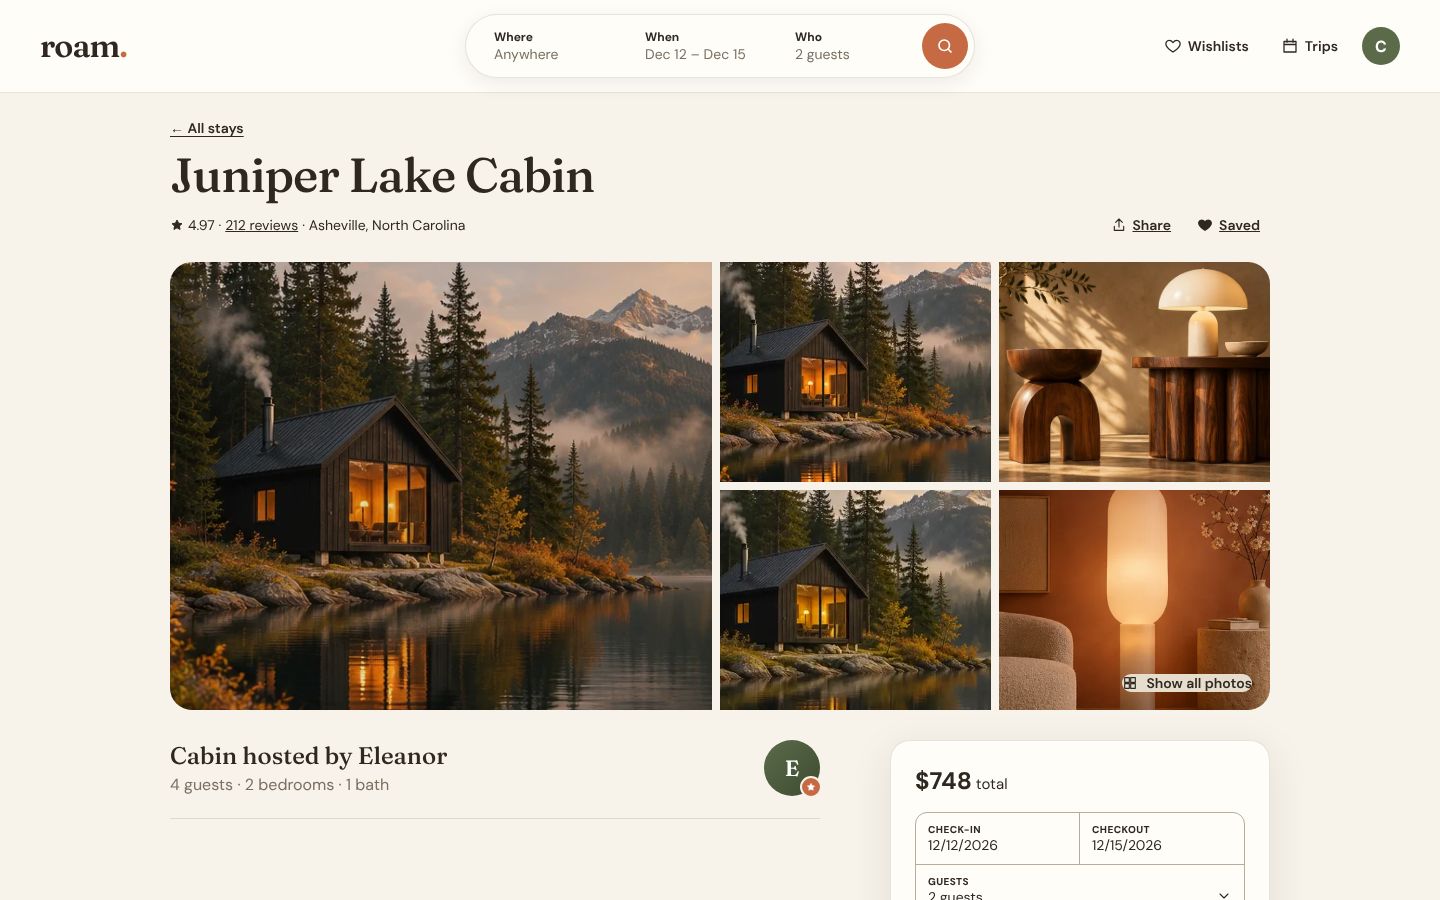 roam.
Where
Anywhere
When
Dec 12 – Dec 15
Who
2 guests
Wishlists
Trips
C
← All stays
Juniper Lake Cabin
4.97 · 212 reviews · Asheville, North Carolina
Share
Saved
Show all photos
Cabin hosted by Eleanor
4 guests · 2 bedrooms · 1 bath
E
$748 total
CHECK-IN
12/12/2026
CHECKOUT
12/15/2026
GUESTS
2 guests